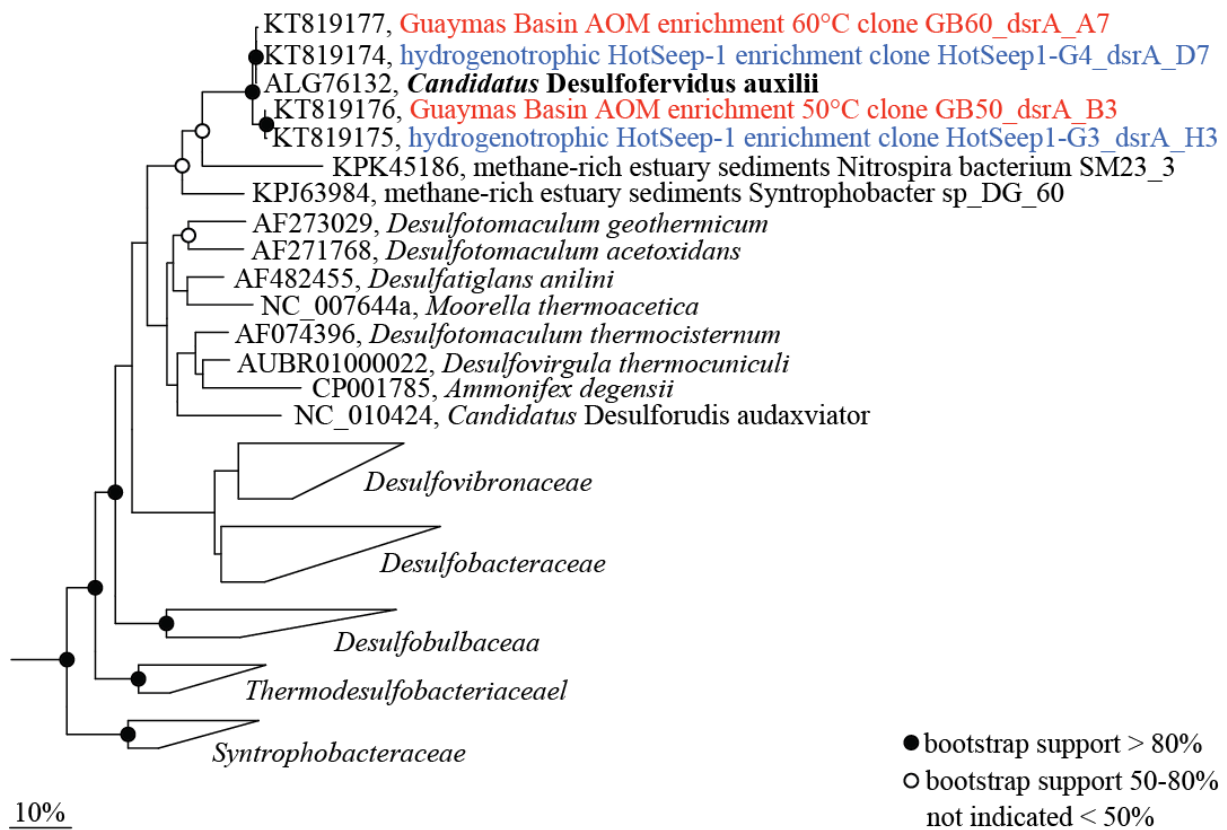 KT819177, Guaymas Basin AOM enrichment 60°C clone GB60_dsrA_A7
KT819174, hydrogenotrophic HotSeep-1 enrichment clone HotSeep1-G4_dsrA_D7
ALG76132, Candidatus Desulfofervidus auxilii
KT819176, Guaymas Basin AOM enrichment 50°C clone GB50_dsrA_B3
KT819175, hydrogenotrophic HotSeep-1 enrichment clone HotSeep1-G3_dsrA_H3
KPK45186, methane-rich estuary sediments Nitrospira bacterium SM23_3
KPJ63984, methane-rich estuary sediments Syntrophobacter sp_DG_60
AF273029, Desulfotomaculum geothermicum
AF271768, Desulfotomaculum acetoxidans
AF482455, Desulfatiglans anilini
NC_007644a, Moorella thermoacetica
AF074396, Desulfotomaculum thermocisternum
AUBR01000022, Desulfovirgula thermocuniculi
CP001785, Ammonifex degensii
NC_010424, Candidatus Desulforudis audaxviator
Desulfovibronaceae
Desulfobacteraceae
Desulfobulbaceaa
Thermodesulfobacteriaceael
Syntrophobacteraceae
bootstrap support > 80%
bootstrap support 50-80%
not indicated < 50%
10%